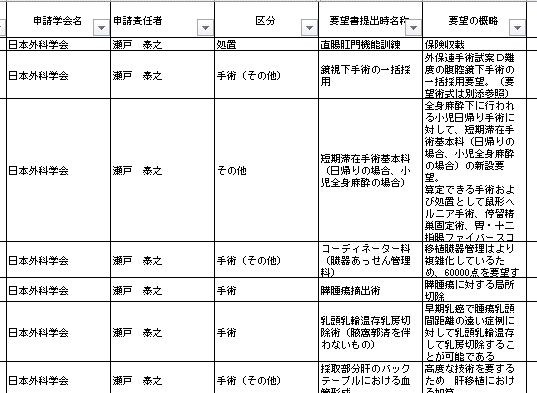 申請学会名 申請責任者 区分 要望書提出時名称 要望の概略
日本外科学会 瀬戸 泰之 処置 直腸肛門機能訓練 保険収載
日本外科学会 瀬戸 泰之 手術（その他） 鏡視下手術の一括採
用
外保連手術試案Ｄ難
度の腹腔鏡下手術の
一括採用要望。（要
望術式は別添参照）
日本外科学会 瀬戸 泰之 その他 短期滞在手術基本料
（日帰りの場合、小
児全身麻酔の場合）
全身麻酔下に行われ
る小児日帰り手術に
対して、短期滞在手
術基本料（日帰りの
場合、小児全身麻酔
の場合）の新設要
望。
算定できる手術およ
び処置として鼠形ヘ
ルニア手術、停留精
巣固定術、胃・十二
指腸ファイバースコ
日本外科学会 瀬戸 泰之 手術（その他） コーディネーター料
（臓器あっせん管理
料）
移植臓器管理はより
複雑化しているた
め、60000点を要望す
日本外科学会 瀬戸 泰之 手術 膵腫瘍摘出術 膵腫瘍に対する局所
切除
日本外科学会 瀬戸 泰之 手術 乳頭乳輪温存乳房切
除術（腋窩郭清を伴
わないもの）
早期乳癌で腫瘍乳頭
間距離の遠い症例に
対して乳頭乳輪温存
して乳房切除するこ
とが可能である
日本外科学会 瀬戸 泰之 手術（その他） 採取部分肝のバック
テーブルにおける血
管形成
高度な技術を要する
ため 肝移植における
加算